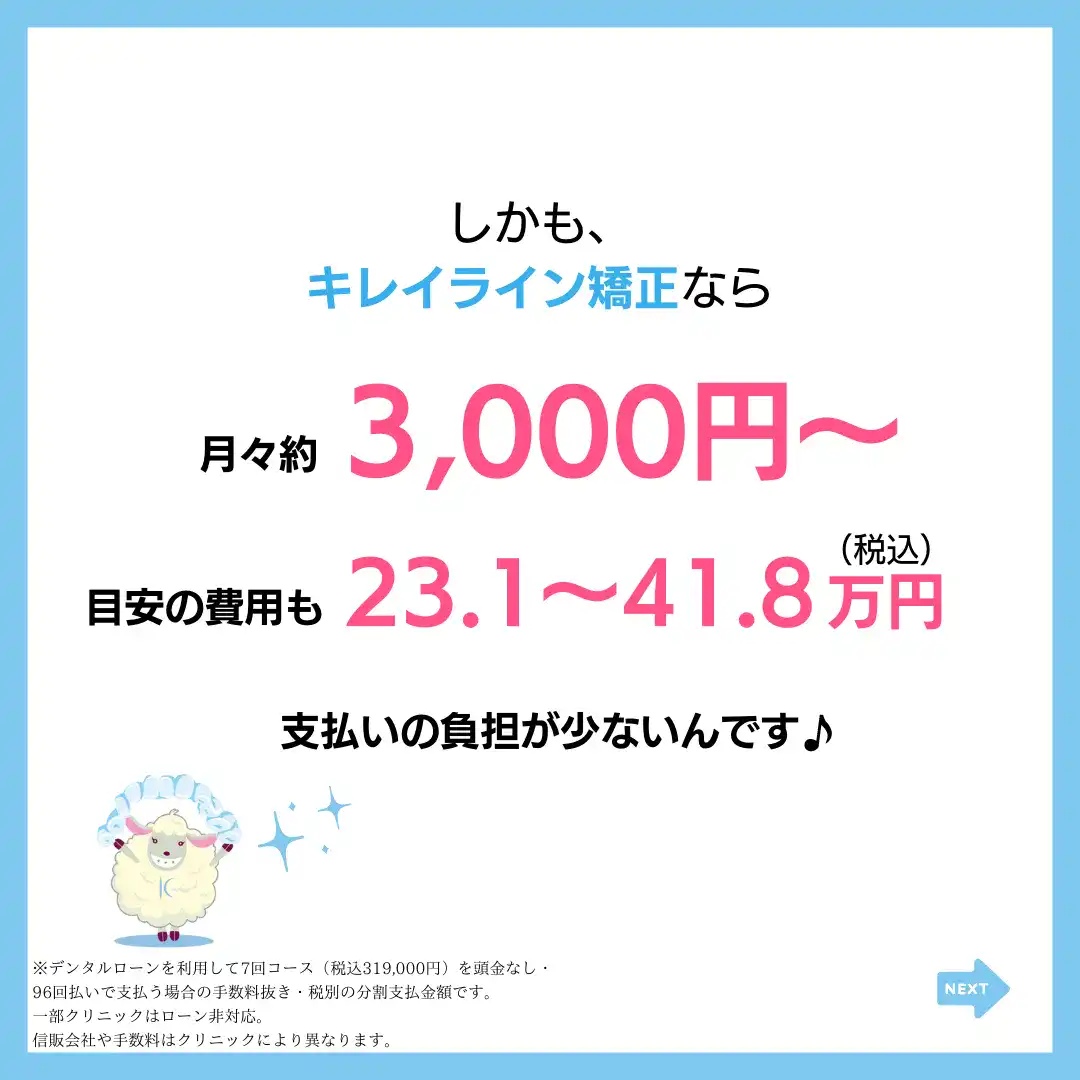 しかも、
キレイライン矯正なら
月々約 3,000円〜
目安の費用も 23.1〜41.8万円(税込)
支払いの負担が少ないんです♪
※デンタルローンを利用して7回コース（税込319,000円）を頭金なし・
96回払いで支払う場合の手数料抜き・税別の分割支払金額です。
一部クリニックはローン非対応。
信販会社や手数料はクリニックにより異なります。
NEXT